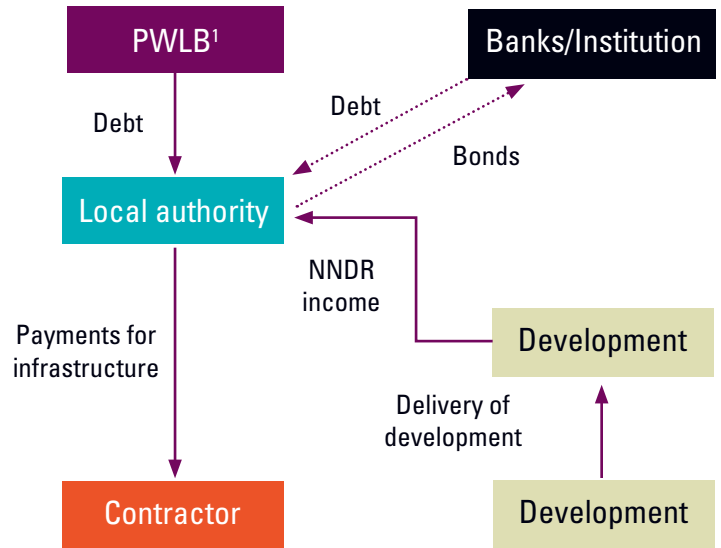 PWLB¹
Banks/Institution
Debt
Debt
Bonds
Local authority
NNDR
income
Payments for
infrastructure
Development
Delivery of
development
Contractor
Development